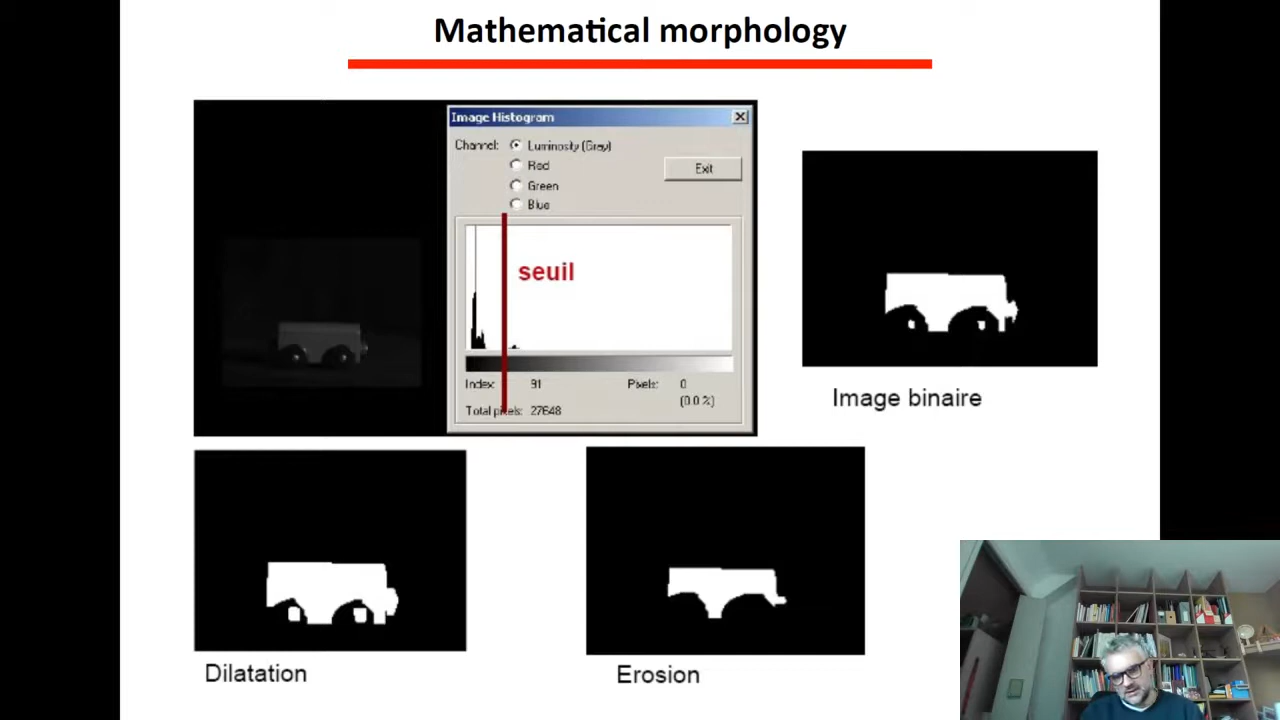 Mathematical morphology
Image Histogram
Channel:
Luminosity (Gray)
Red
Exit
Green
Blue
seuil
Index: 91 Pixels: 0
(0.0 %)
Total pixels: 27648
Image binaire
Dilatation
Erosion